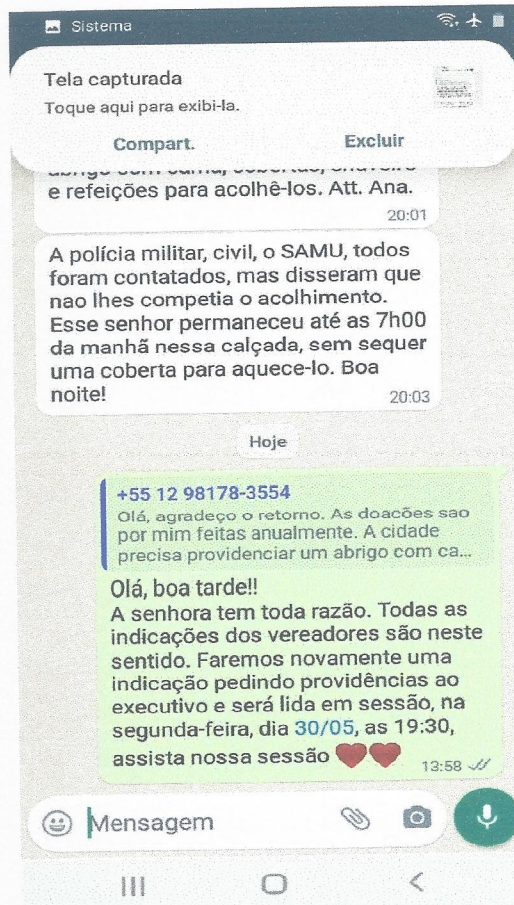 Sistema
Tela capturada
Toque aqui para exibi-la.
Compart. Excluir
e refeições para acolhê-los. Att. Ana.
20:01
A polícia militar, civil, o SAMU, todos
foram contatados, mas disseram que
nao lhes competia o acolhimento.
Esse senhor permaneceu até as 7h00
da manhã nessa calçada, sem sequer
uma coberta para aquece-lo. Boa
noite!
20:03
Hoje
+55 12 98178-3554
Olá, agradeço o retorno. As doacões sao
por mim feitas anualmente. A cidade
precisa providenciar um abrigo com ca...
Olá, boa tarde!!
A senhora tem toda razão. Todas as
indicações dos vereadores são neste
sentido. Faremos novamente uma
indicação pedindo providências ao
executivo e será lida em sessão, na
segunda-feira, dia 30/05, as 19:30,
assista nossa sessão
13:58
Mensagem